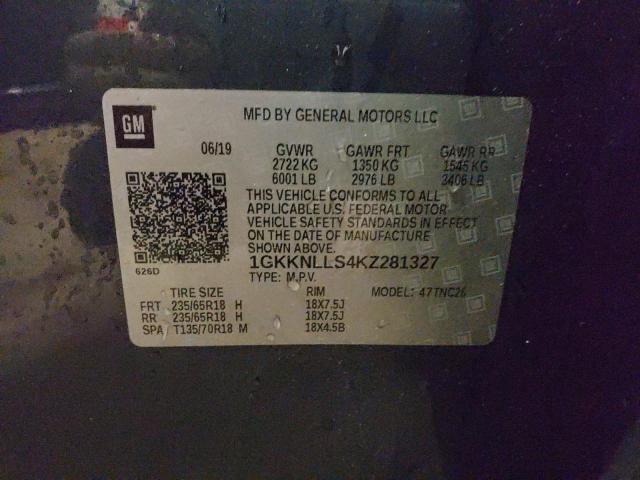 GM
MFD BY GENERAL MOTORS LLC
06/19 GVWR GAWR FRT GAWR RR
2722 KG 1350 KG 1545 KG
6001 LB 2976 LB 3406 LB
THIS VEHICLE CONFORMS TO ALL
APPLICABLE U.S. FEDERAL MOTOR
VEHICLE SAFETY STANDARDS IN EFFECT
ON THE DATE OF MANUFACTURE
SHOWN ABOVE.
626D
1GKKNLLS4KZ281327
TYPE: M.P.V.
TIRE SIZE RIM MODEL: 47TNC26
FRT 235/65R18 H 18X7.5J
RR 235/65R18 H 18X7.5J
SPA T135/70R18 M 18X4.5B